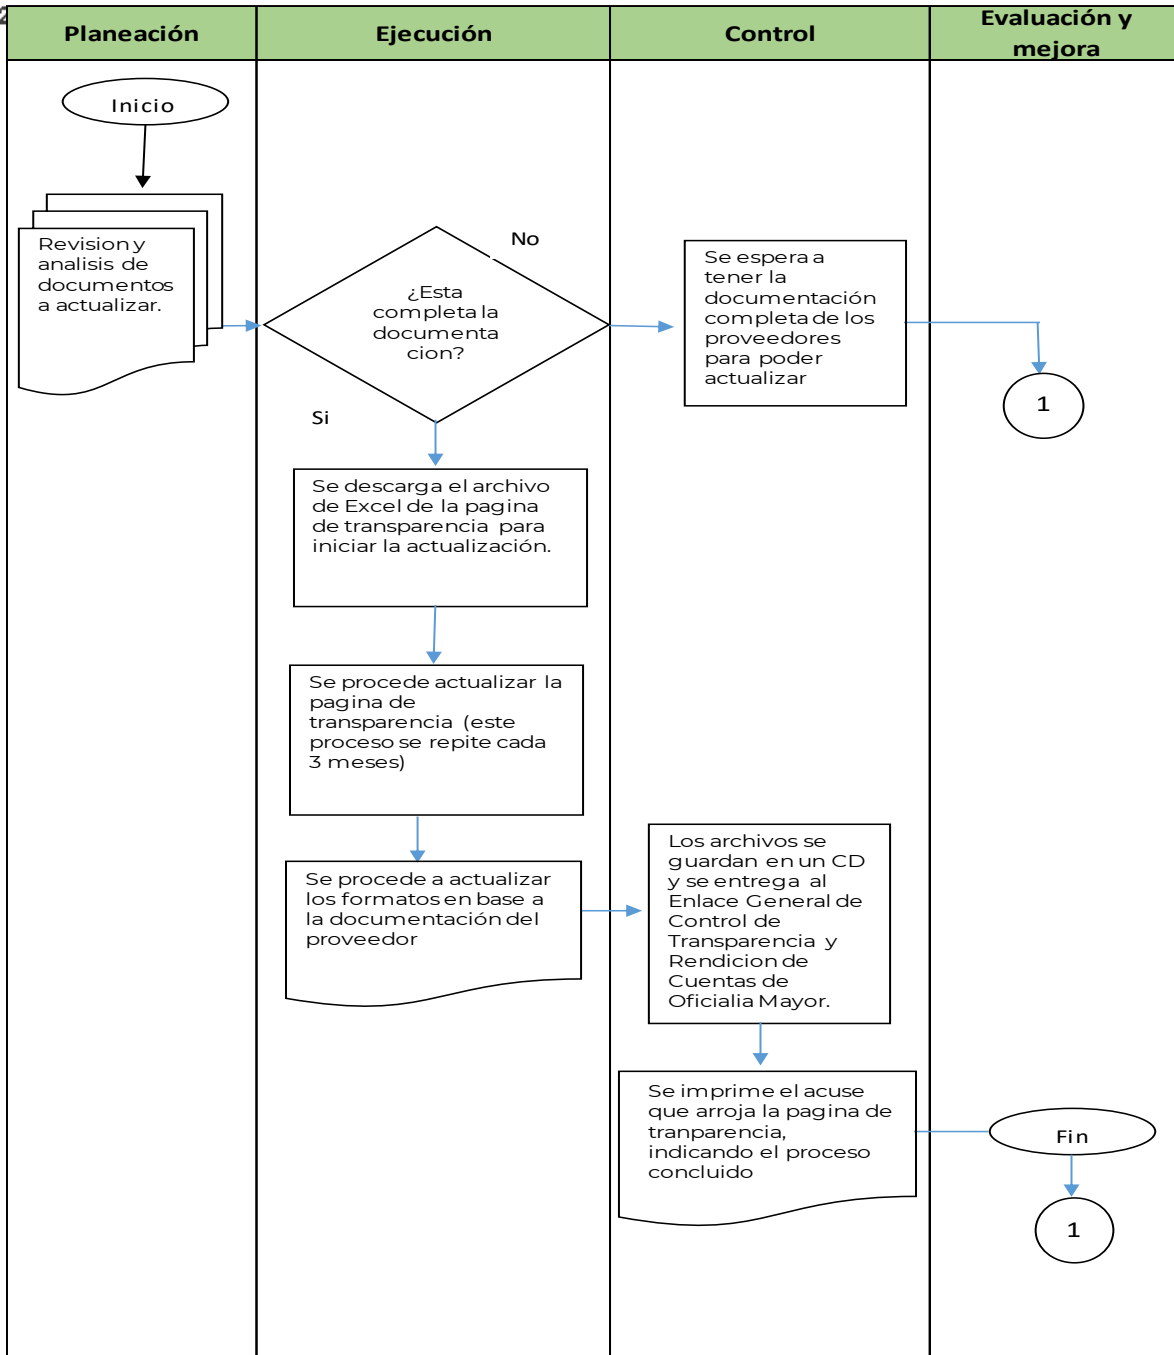 Planeación
Ejecución
Control
Evaluación y
mejora
Inicio
Revision y
analisis de
documentos
a actualizar.
No
¿Esta
completa la
documenta
cion?
Si
Se espera a
tener la
documentación
completa de los
proveedores
para poder
actualizar
1
Se descarga el archivo
de Excel de la pagina
de transparencia para
iniciar la actualización.
Se procede actualizar la
pagina de
transparencia (este
proceso se repite cada
3 meses)
Se procede a actualizar
los formatos en base a
la documentación del
proveedor
Los archivos se
guardan en un CD
y se entrega al
Enlace General de
Control de
Transparencia y
Rendicion de
Cuentas de
Oficialia Mayor.
Se imprime el acuse
que arroja la pagina de
tranparencia,
indicando el proceso
concluido
Fin
1